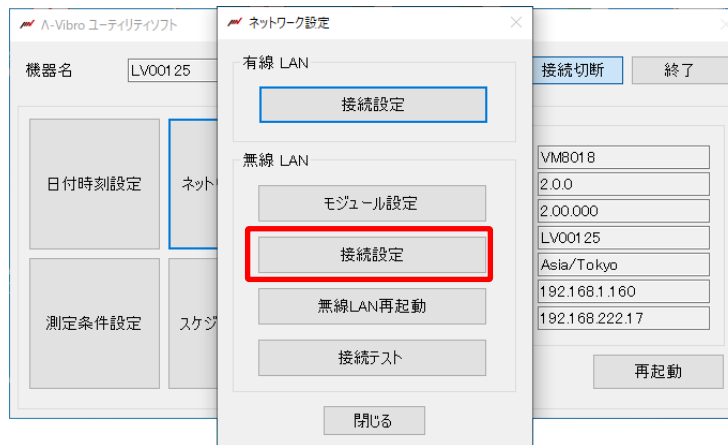 Λ-Vibro ユーティリティソフト
ネットワーク設定
機器名
LV00125
接続切断
終了
有線 LAN
接続設定
無線 LAN
モジュール設定
接続設定
無線LAN再起動
接続テスト
閉じる
日付時刻設定
ネット
測定条件設定
スケジ
VM8018
2.0.0
2.00.000
LV00125
Asia/Tokyo
192.168.1.160
192.168.222.17
再起動